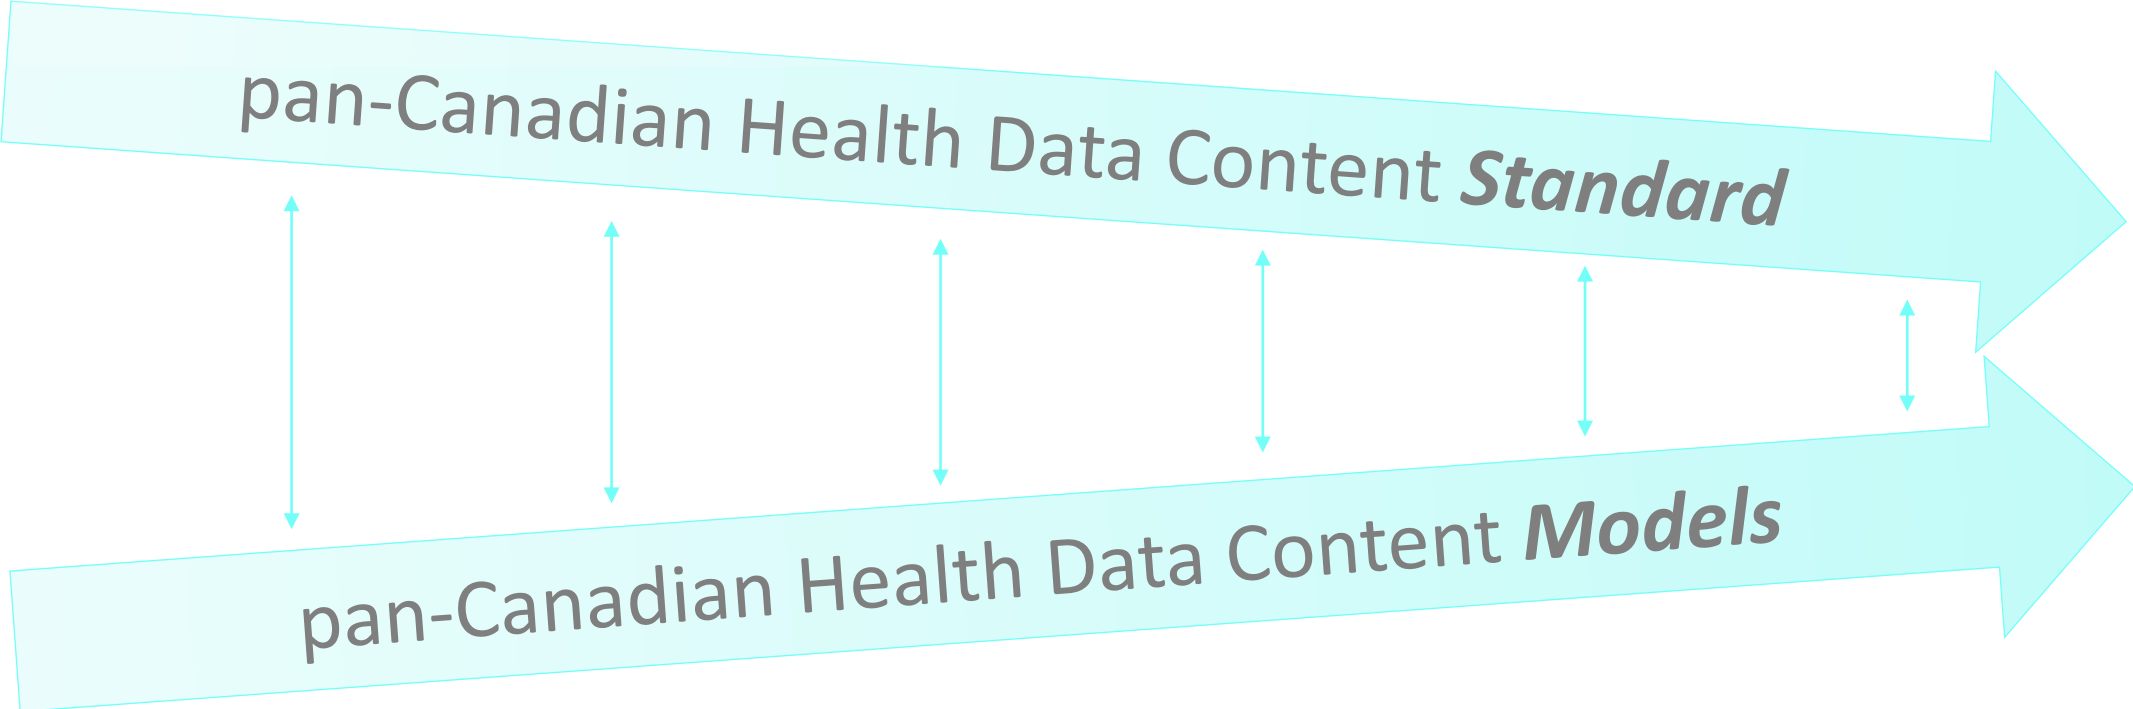 pan-Canadian Health Data Content Standard
pan-Canadian Health Data Content Models